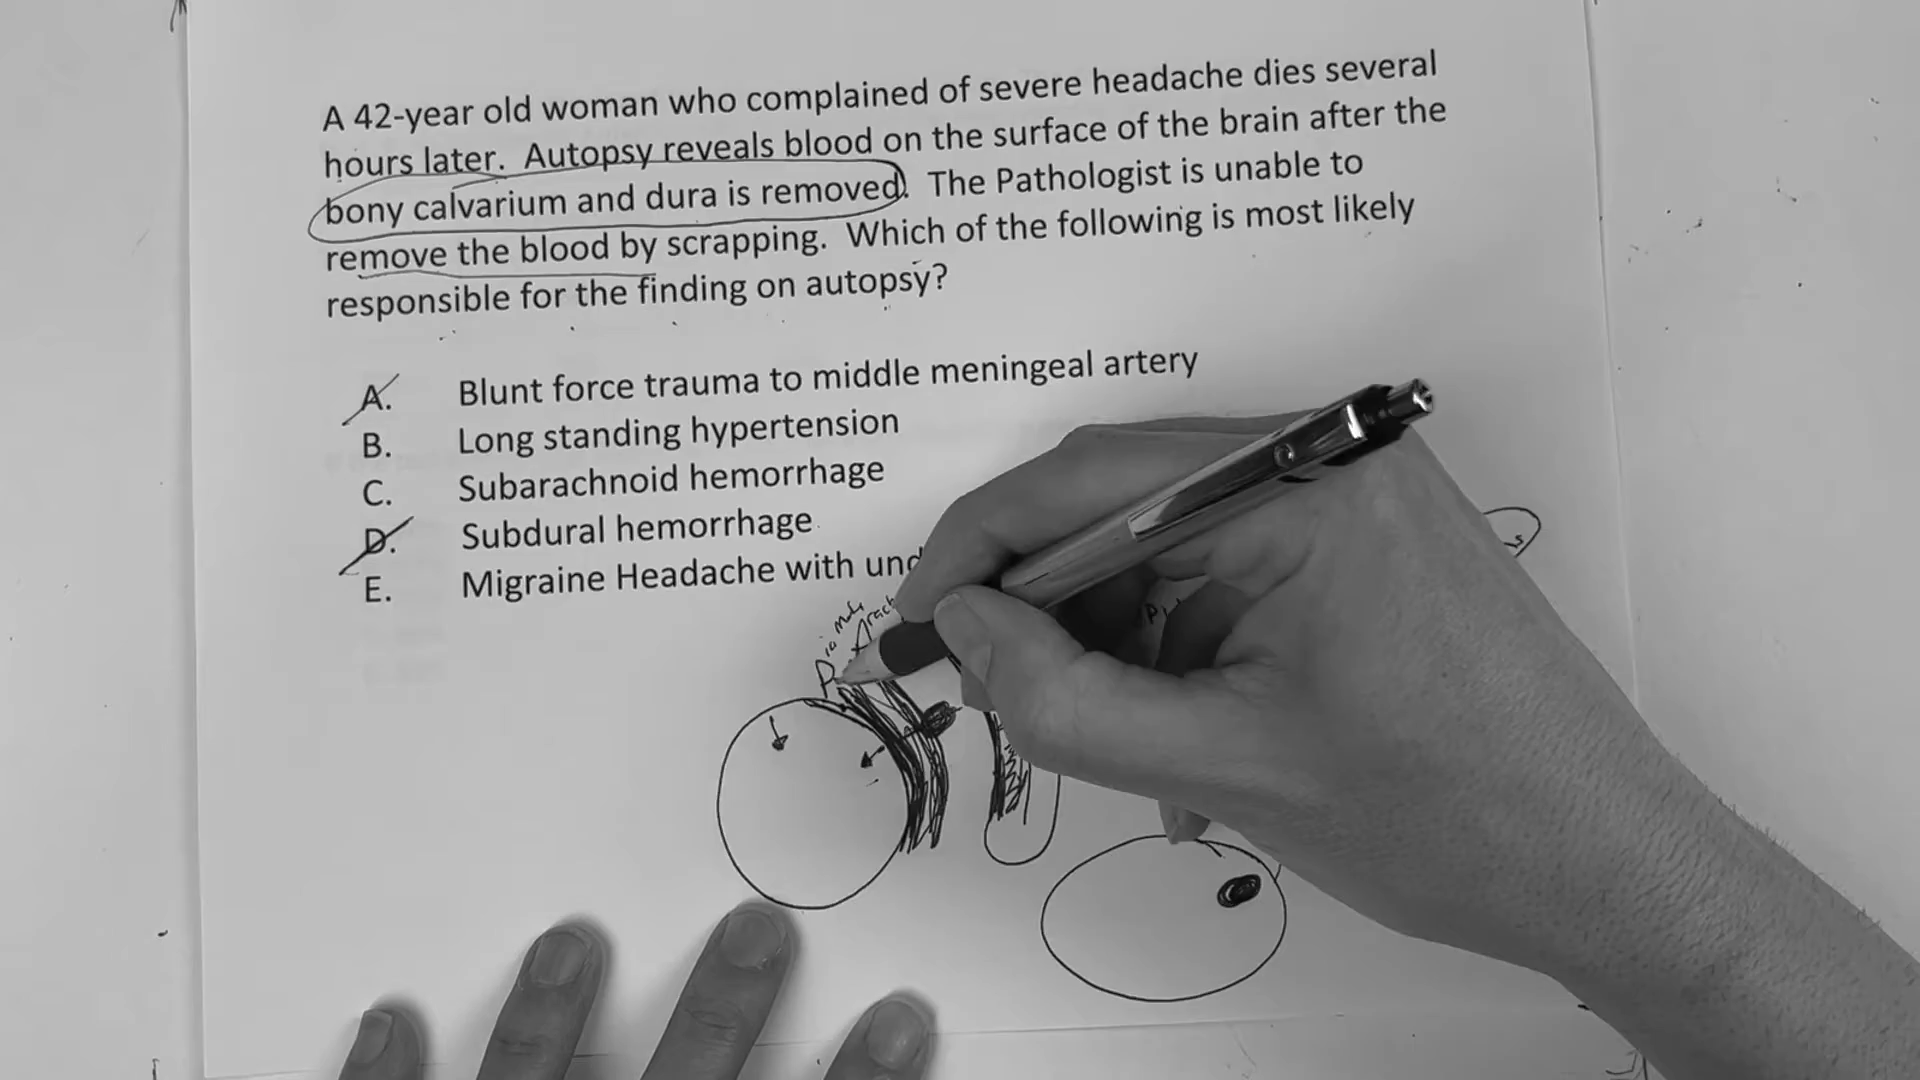 A 42-year old woman who complained of severe headache dies several
hours later. Autopsy reveals blood on the surface of the brain after the
bony calvarium and dura is removed. The Pathologist is unable to
remove the blood by scrapping. Which of the following is most likely
responsible for the finding on autopsy?
A. Blunt force trauma to middle meningeal artery
B. Long standing hypertension
C. Subarachnoid hemorrhage
D. Subdural hemorrhage
E. Migraine Headache with
Pia